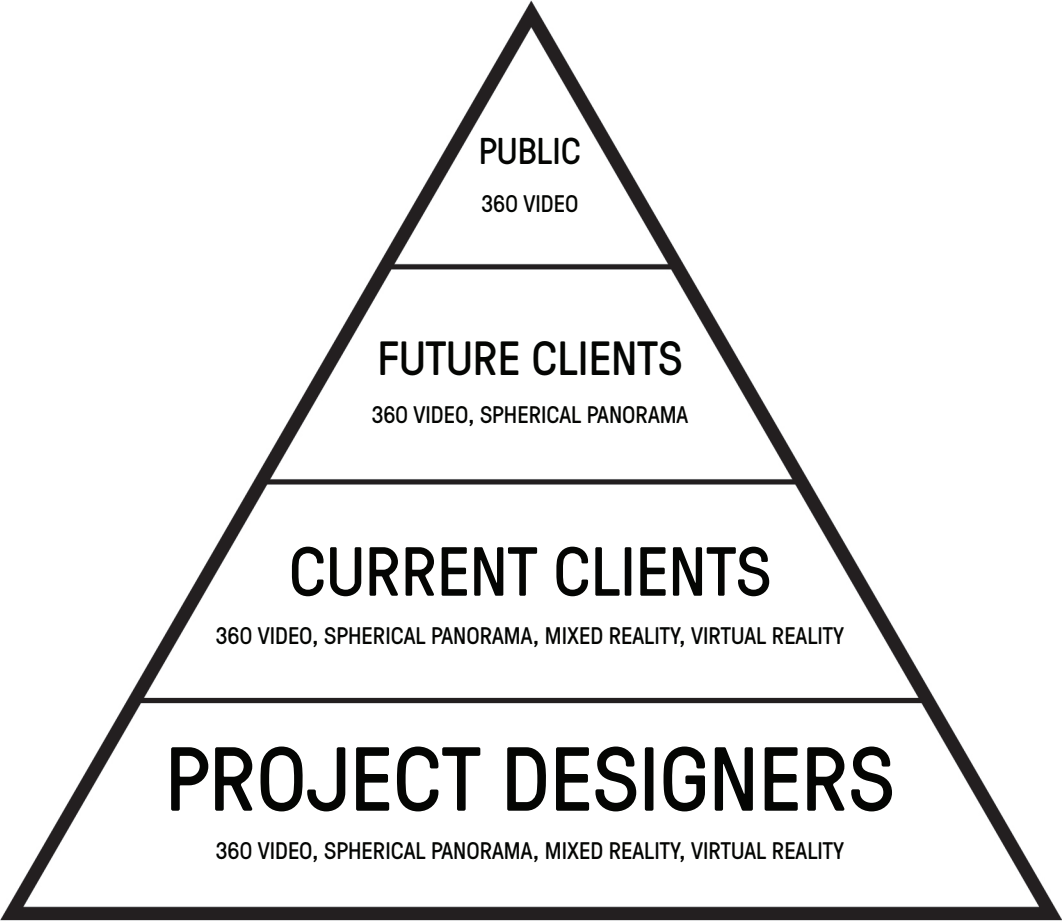 PUBLIC
360 VIDEO
FUTURE CLIENTS
360 VIDEO, SPHERICAL PANORAMA
CURRENT CLIENTS
360 VIDEO, SPHERICAL PANORAMA, MIXED REALITY, VIRTUAL REALITY
PROJECT DESIGNERS
360 VIDEO, SPHERICAL PANORAMA, MIXED REALITY, VIRTUAL REALITY